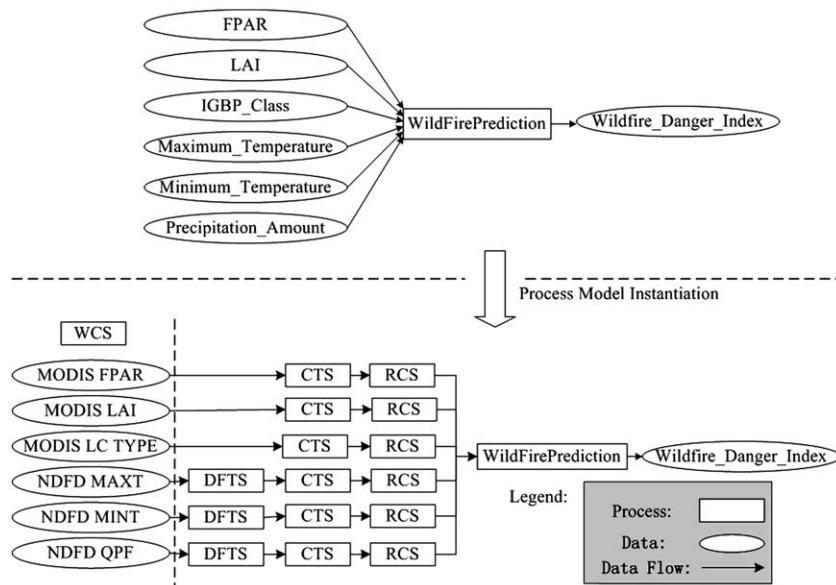 FPAR
LAI
IGBP_Class
Maximum_Temperature
Minimum_Temperature
Precipitation_Amount
WildFirePrediction
Wildfire_Danger_Index
Process Model Instantiation
WCS
MODIS FPAR
CTS
RCS
MODIS LAI
CTS
RCS
MODIS LC TYPE
CTS
RCS
NDFD MAXT
DFTS
CTS
RCS
NDFD MINT
DFTS
CTS
RCS
NDFD QPF
DFTS
CTS
RCS
WildFirePrediction
Wildfire_Danger_Index
Legend:
Process:
Data:
Data Flow: